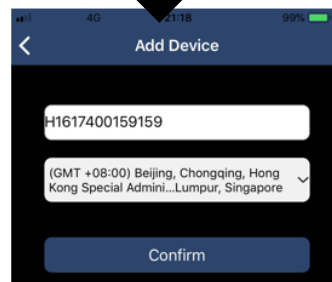 4G 21:18 99%
Add Device
H1617400159159
(GMT +08:00) Beijing, Chongqing, Hong
Kong Special Admini...Lumpur, Singapore
Confirm